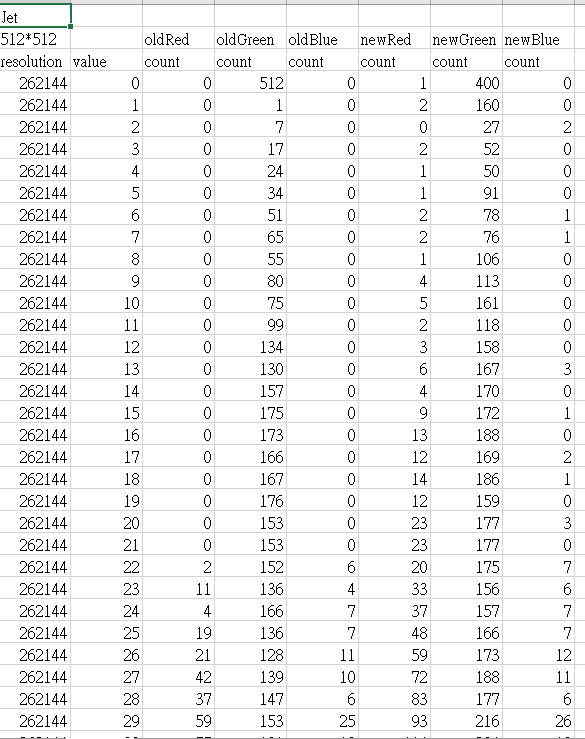 Jet
512*512 oldRed oldGreen oldBlue newRed newGreen newBlue
resolution value count count count count count count
262144 0 0 512 0 1 400 0
262144 1 0 1 0 2 160 0
262144 2 0 7 0 0 27 2
262144 3 0 17 0 2 52 0
262144 4 0 24 0 1 50 0
262144 5 0 34 0 1 91 0
262144 6 0 51 0 2 78 1
262144 7 0 65 0 2 76 1
262144 8 0 55 0 1 106 0
262144 9 0 80 0 4 113 0
262144 10 0 75 0 5 161 0
262144 11 0 99 0 2 118 0
262144 12 0 134 0 3 158 0
262144 13 0 130 0 6 167 3
262144 14 0 157 0 4 170 0
262144 15 0 175 0 9 172 1
262144 16 0 173 0 13 188 0
262144 17 0 166 0 12 169 2
262144 18 0 167 0 14 186 1
262144 19 0 176 0 12 159 0
262144 20 0 153 0 23 177 3
262144 21 0 153 0 23 177 0
262144 22 2 152 6 20 175 7
262144 23 11 136 4 33 156 6
262144 24 4 166 7 37 157 7
262144 25 19 136 7 48 166 7
262144 26 21 128 11 59 173 12
262144 27 42 139 10 72 188 11
262144 28 37 147 6 83 177 6
262144 29 59 153 25 93 216 26